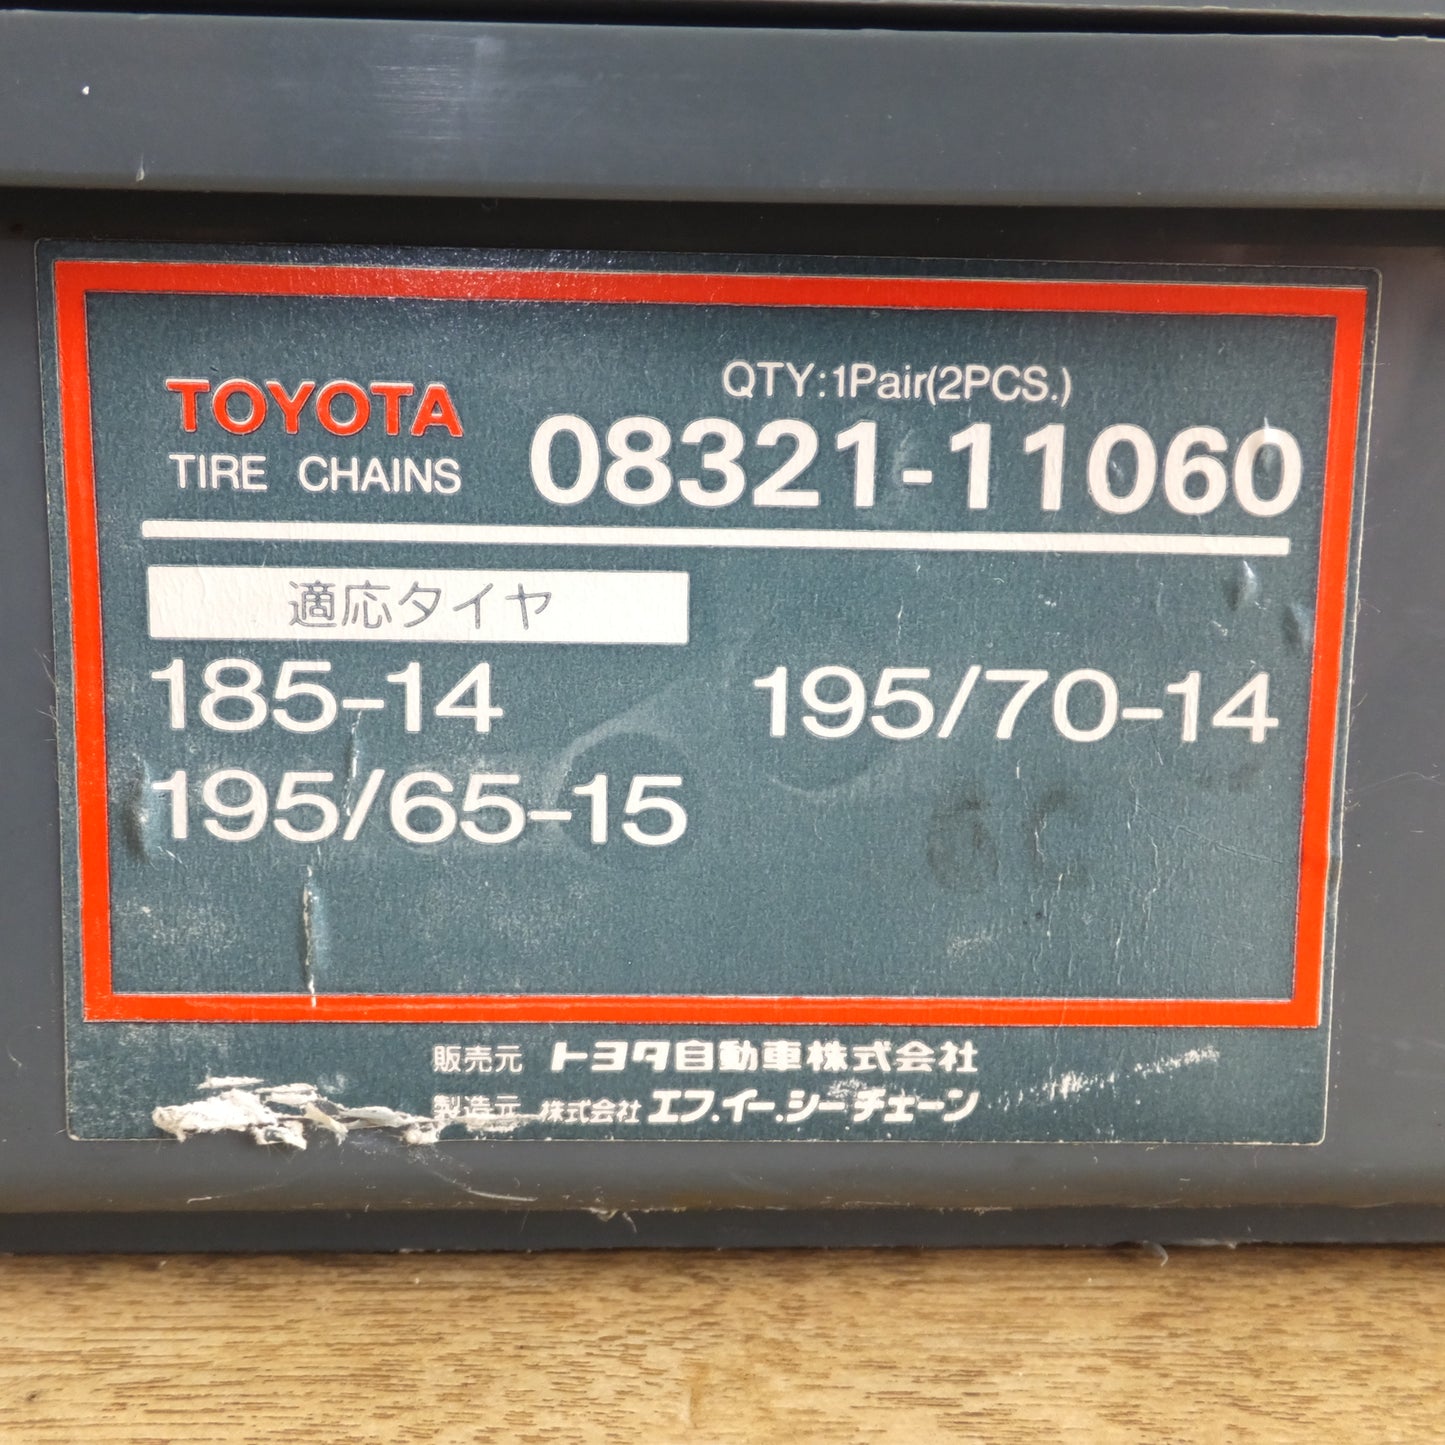 QTY:1Pair(2PCS.)
TOYOTA
TIRE CHAINS 08321-11060
適応タイヤ
185-14 195/70-14
195/65-15
販売元 トヨタ自動車株式会社
製造元 株式会社 エフ.イー.シーチェーン